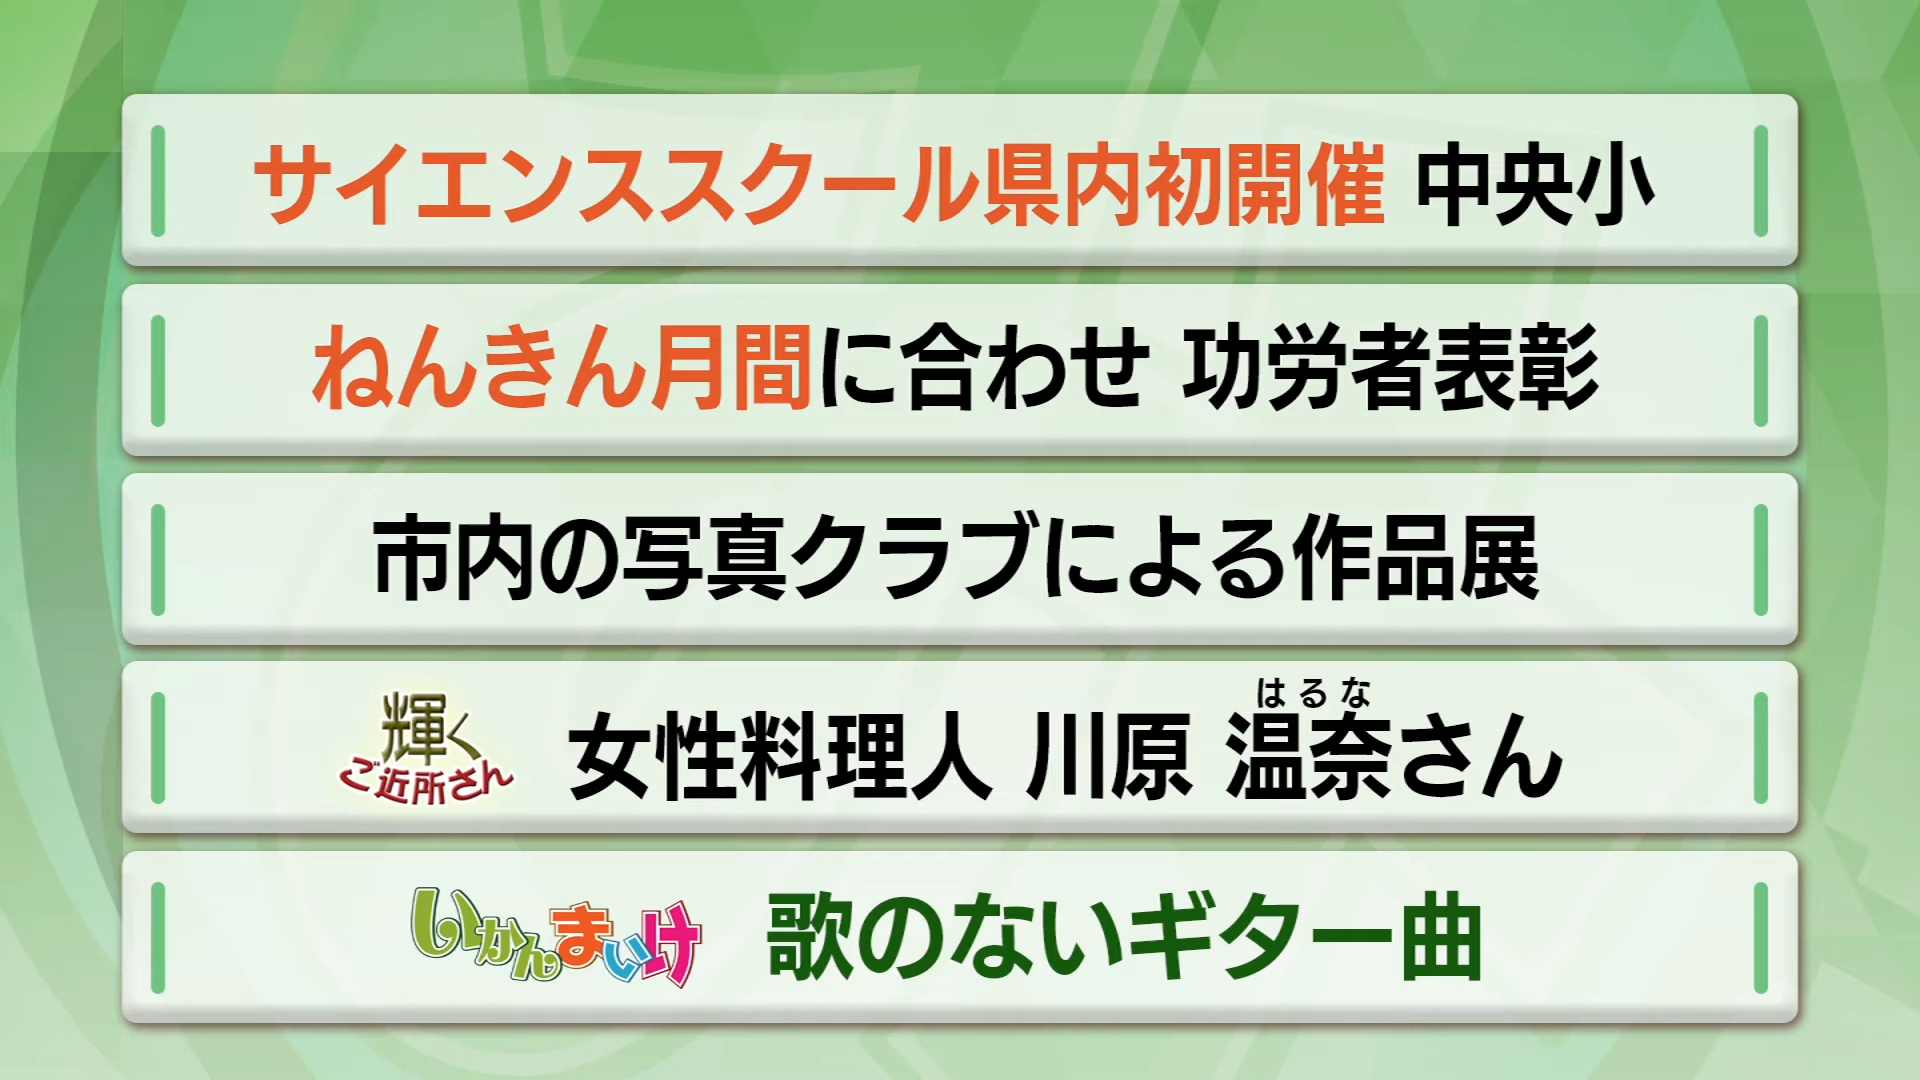 サイエンススクール県内初開催 中央小
ねんきん月間に合わせ 功労者表彰
市内の写真クラブによる作品展
輝く
ご近所さん
はるな
女性料理人 川原 温奈さん
いかんまいけ 歌のないギター曲